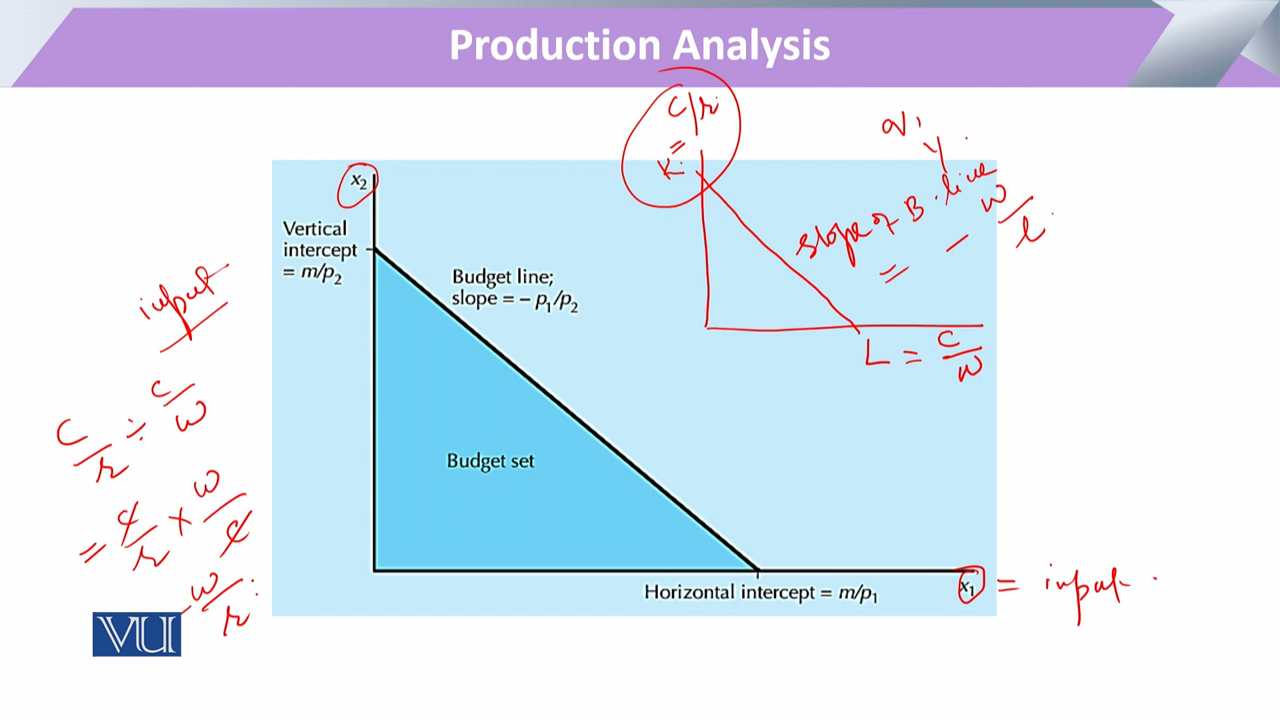 Production Analysis
C/r
=
K
x₂
Vertical
intercept
= m/p₂
Budget line;
slope = – p₁/p₂
slope of B. line
= – w/r
L = C/w
input
C/r ÷ C/w
= C/r × w/C
– w/r
Budget set
Horizontal intercept = m/p₁
x₁ = input
VU